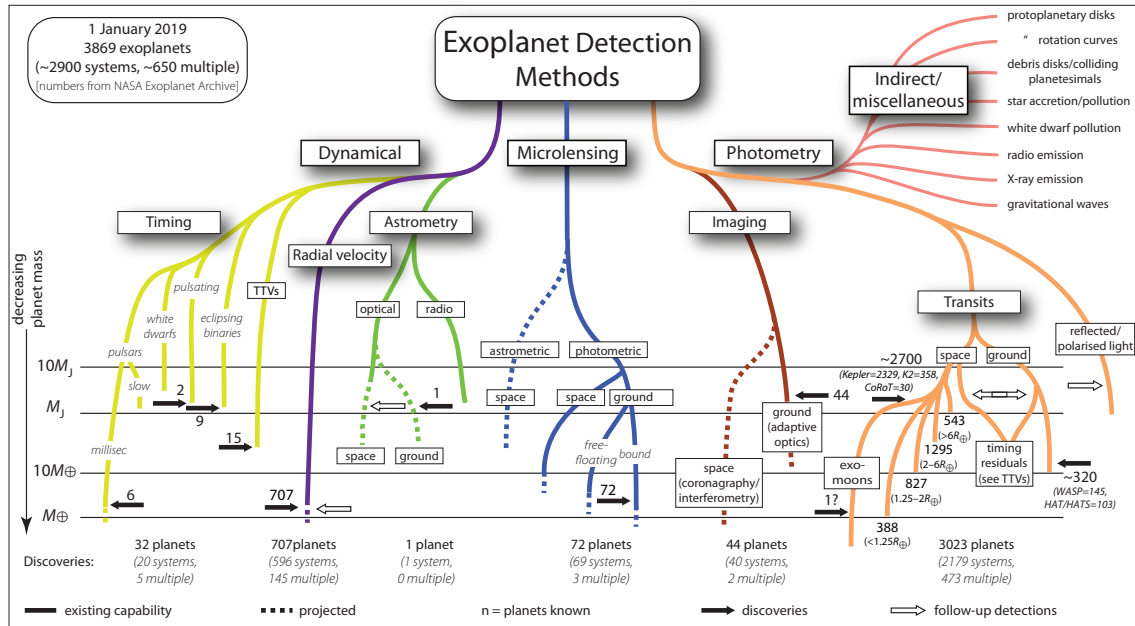 1 January 2019
3869 exoplanets
(~2900 systems, ~650 multiple)
[numbers from NASA Exoplanet Archive]
Exoplanet Detection
Methods
Indirect/
miscellaneous
protoplanetary disks
" rotation curves
debris disks/colliding
planetesimals
star accretion/pollution
white dwarf pollution
radio emission
X-ray emission
gravitational waves
Dynamical
Microlensing
Photometry
Timing
Astrometry
Imaging
Radial velocity
decreasing
planet mass
pulsating
TTVs
optical
radio
Transits
white
dwarfs
eclipsing
binaries
pulsars
slow
astrometric
photometric
reflected/
polarised light
~2700
(Kepler=2329, K2=358,
CoRoT=30)
space
ground
10MJ
MJ
10M⊕
M⊕
2
9
15
1
space
space
ground
44
ground
(adaptive
optics)
543
(>6R⊕)
1295
(2–6R⊕)
827
(1.25–2R⊕)
388
(<1.25R⊕)
millisec
space
ground
free-
floating
bound
space
(coronagraphy/
interferometry)
exo-
moons
timing
residuals
(see TTVs)
6
707
72
1?
~320
(WASP=145,
HAT/HATS=103)
Discoveries:
32 planets
(20 systems,
5 multiple)
707planets
(596 systems,
145 multiple)
1 planet
(1 system,
0 multiple)
72 planets
(69 systems,
3 multiple)
44 planets
(40 systems,
2 multiple)
3023 planets
(2179 systems,
473 multiple)
existing capability
projected
n = planets known
discoveries
follow-up detections